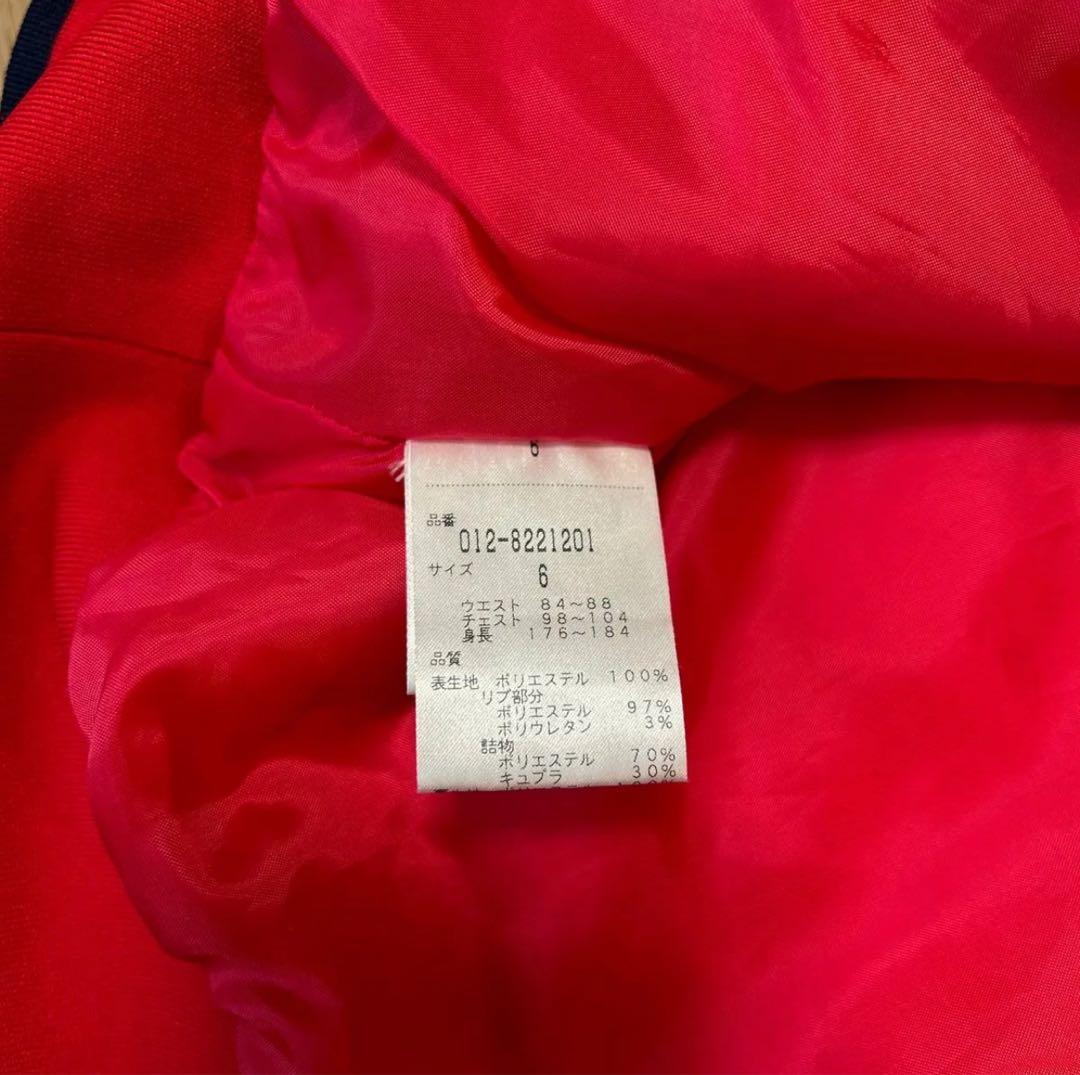 6
品番
012-8221201
サイズ 6
ウエスト 84～88
チェスト 98～104
身長 176～184
品質
表生地 ポリエステル 100%
リブ部分
ポリエステル 97%
ポリウレタン 3%
詰物
ポリエステル 70%
キュプラ 30%